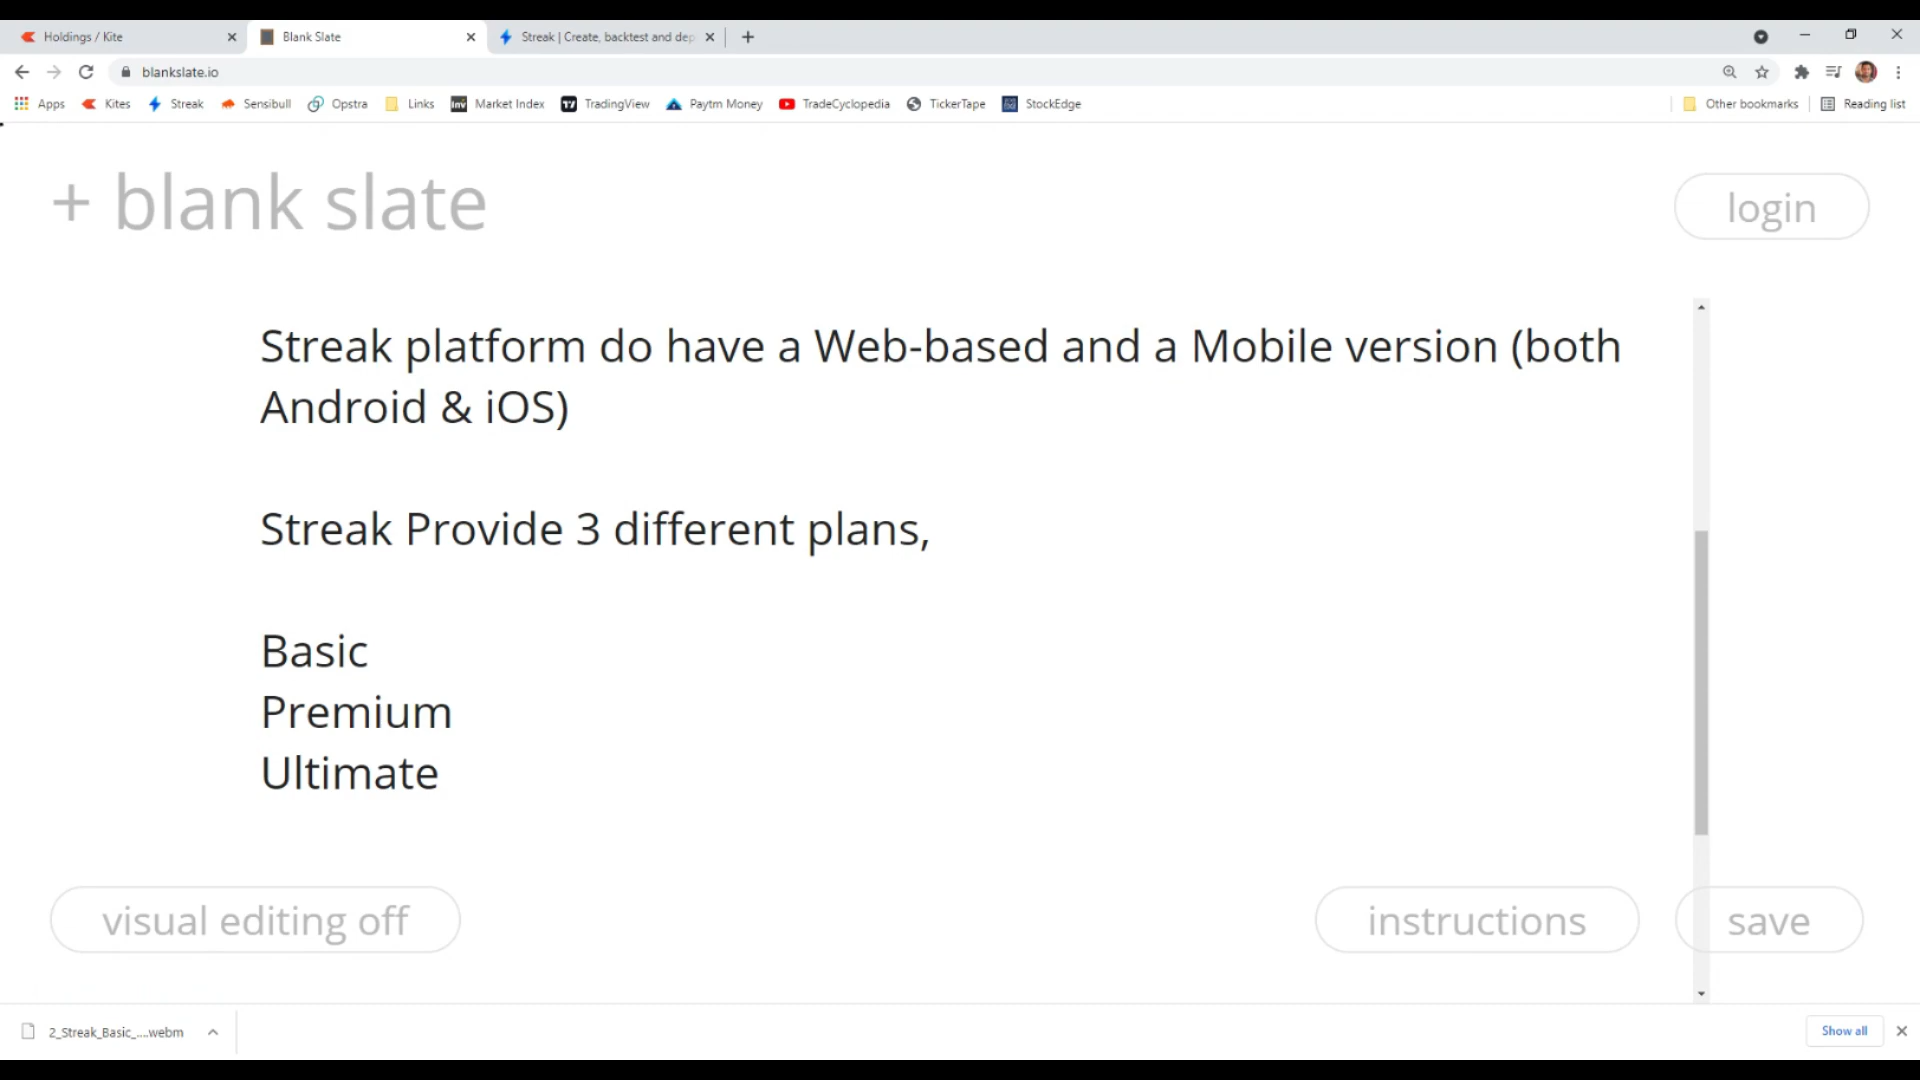 Holdings / Kite
Blank Slate
Streak | Create, backtest and dep
blankslate.io
Apps Kites Streak Sensibull Opstra Links Market Index TradingView Paytm Money TradeCyclopedia TickerTape StockEdge Other bookmarks Reading list
+ blank slate
login
Streak platform do have a Web-based and a Mobile version (both
Android & iOS)
Streak Provide 3 different plans,
Basic
Premium
Ultimate
visual editing off
instructions
save
2_Streak_Basic_....webm
Show all